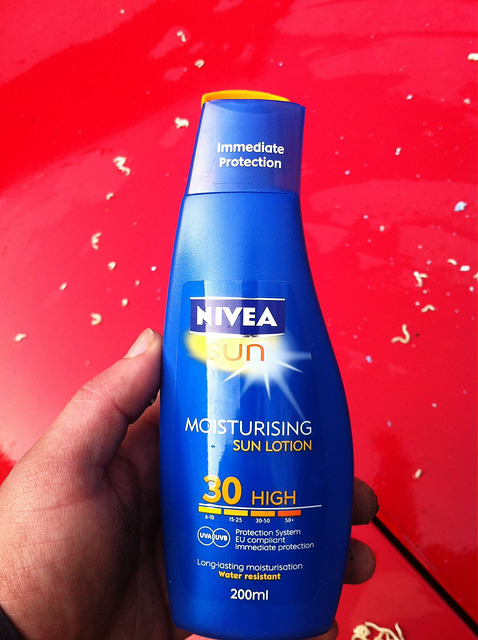 Immediate
Protection
NIVEA
sun
MOISTURISING
SUN LOTION
30 HIGH
6-10 15-25 30-50 50+
UVA UVB
Protection System
EU compliant
Immediate protection
Long-lasting moisturisation
Water resistant
200ml